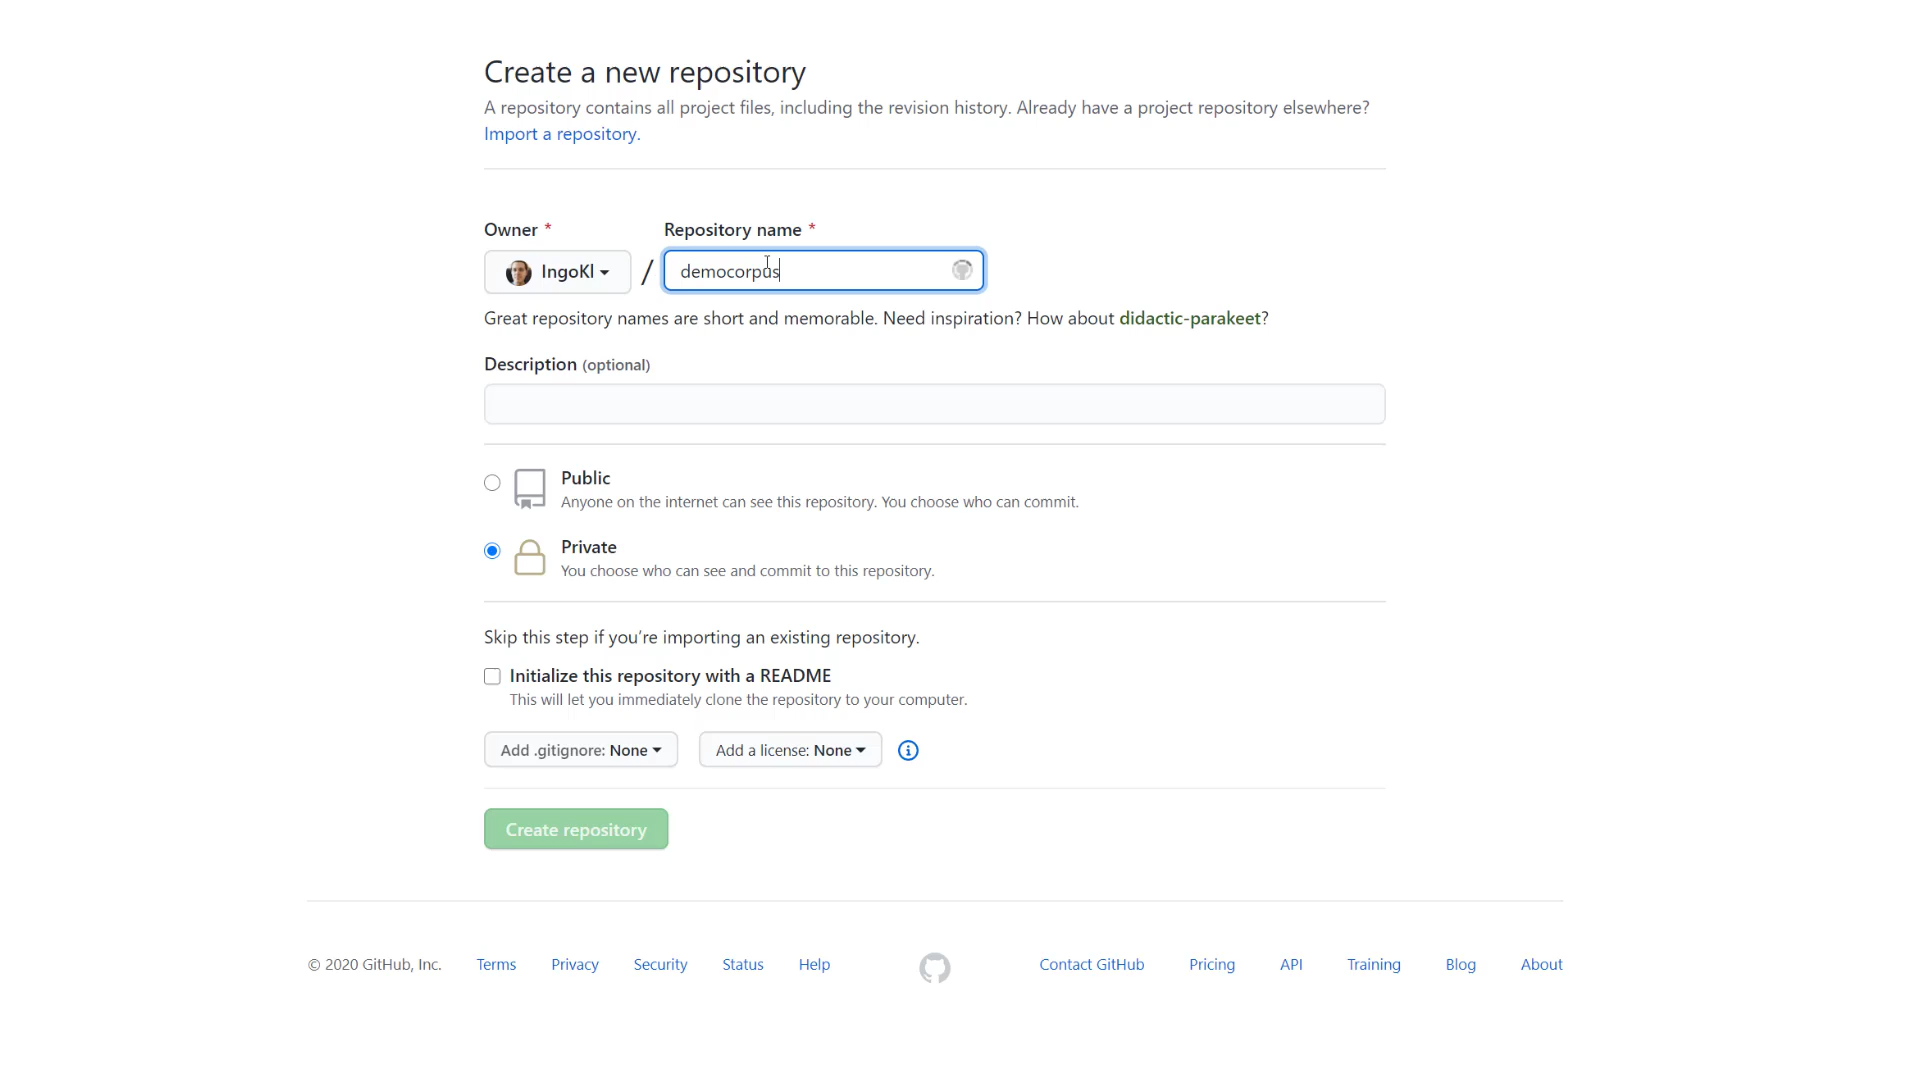 Create a new repository
A repository contains all project files, including the revision history. Already have a project repository elsewhere?
Import a repository.
Owner * Repository name *
IngoKl / democorpus
Great repository names are short and memorable. Need inspiration? How about didactic-parakeet?
Description (optional)
Public
Anyone on the internet can see this repository. You choose who can commit.
Private
You choose who can see and commit to this repository.
Skip this step if you’re importing an existing repository.
Initialize this repository with a README
This will let you immediately clone the repository to your computer.
Add .gitignore: None Add a license: None
Create repository
© 2020 GitHub, Inc. Terms Privacy Security Status Help Contact GitHub Pricing API Training Blog About